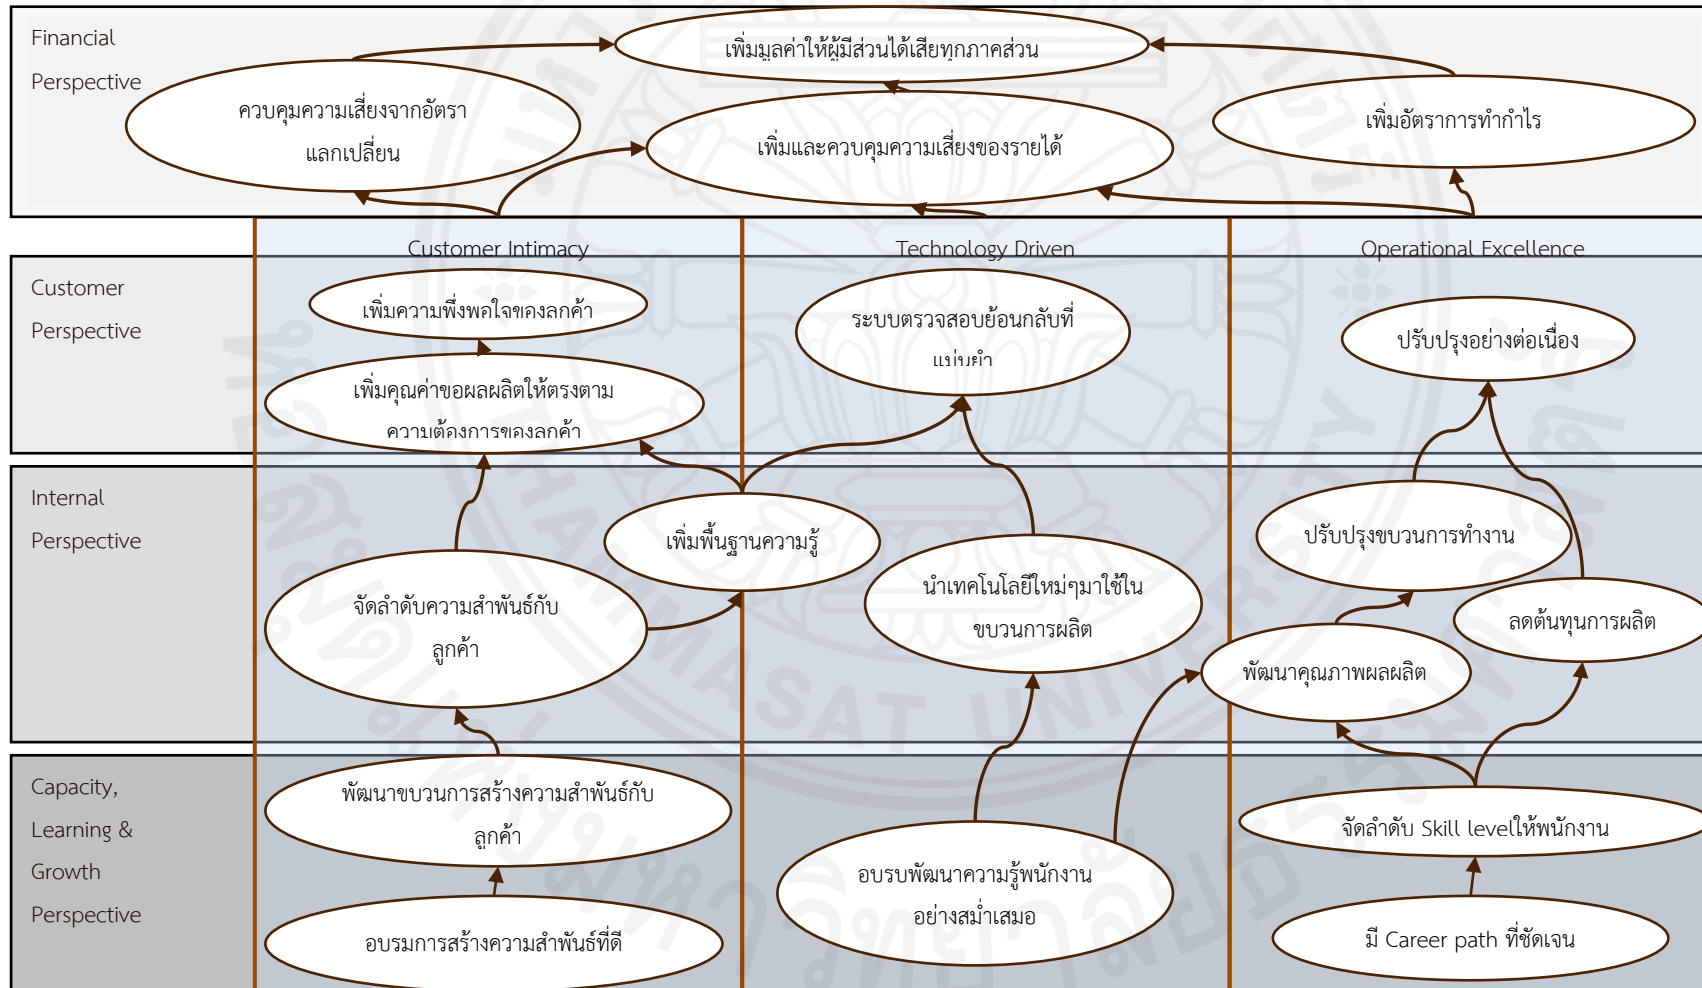 Financial
Perspective
เพิ่มมูลค่าให้ผู้มีส่วนได้เสียทุกภาคส่วน
ควบคุมความเสี่ยงจากอัตรา
แลกเปลี่ยน
เพิ่มและควบคุมความเสี่ยงของรายได้
เพิ่มอัตราการทำกำไร
Customer Intimacy
Technology Driven
Operational Excellence
Customer
Perspective
เพิ่มความพึ่งพอใจของลูกค้า
ระบบตรวจสอบย้อนกลับที่
แม่นยำ
ปรับปรุงอย่างต่อเนื่อง
เพิ่มคุณค่าขอผลผลิตให้ตรงตาม
ความต้องการของลูกค้า
Internal
Perspective
เพิ่มพื้นฐานความรู้
ปรับปรุงขบวนการทำงาน
จัดลำดับความสำพันธ์กับ
ลูกค้า
นำเทคโนโลยีใหม่ๆมาใช้ใน
ขบวนการผลิต
ลดต้นทุนการผลิต
พัฒนาคุณภาพผลผลิต
Capacity,
Learning &
Growth
Perspective
พัฒนาขบวนการสร้างความสำพันธ์กับ
ลูกค้า
จัดลำดับ Skill levelให้พนักงาน
อบรบพัฒนาความรู้พนักงาน
อย่างสม่ำเสมอ
อบรมการสร้างความสำพันธ์ที่ดี
มี Career path ที่ชัดเจน
THAMMASAT UNIVERSITY